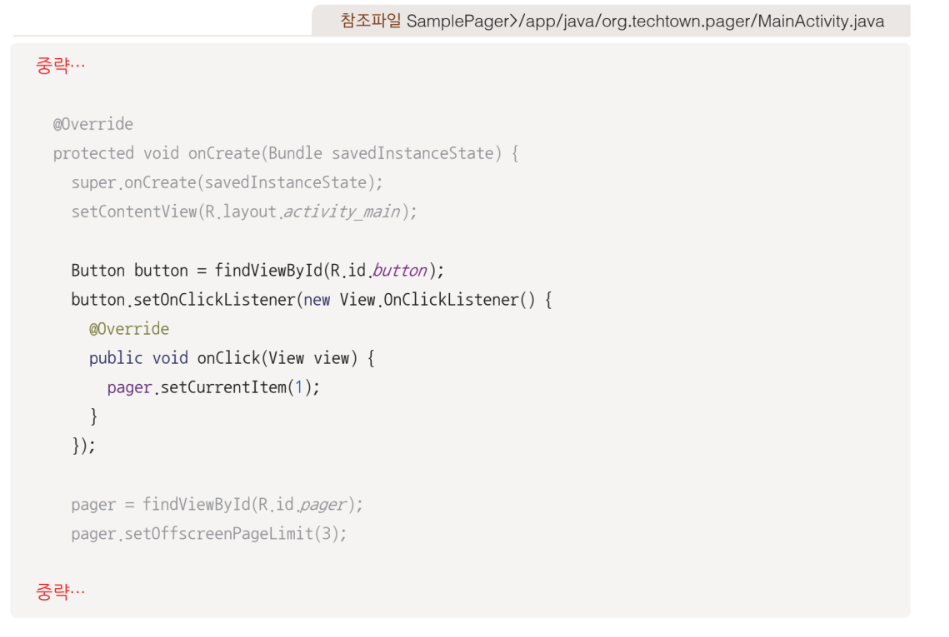 참조파일 SamplePager>/app/java/org.techtown.pager/MainActivity.java
중략…
@Override
protected void onCreate(Bundle savedInstanceState) {
super.onCreate(savedInstanceState);
setContentView(R.layout.activity_main);
Button button = findViewById(R.id.button);
button.setOnClickListener(new View.OnClickListener() {
@Override
public void onClick(View view) {
pager.setCurrentItem(1);
}
});
pager = findViewById(R.id.pager);
pager.setOffscreenPageLimit(3);
중략…